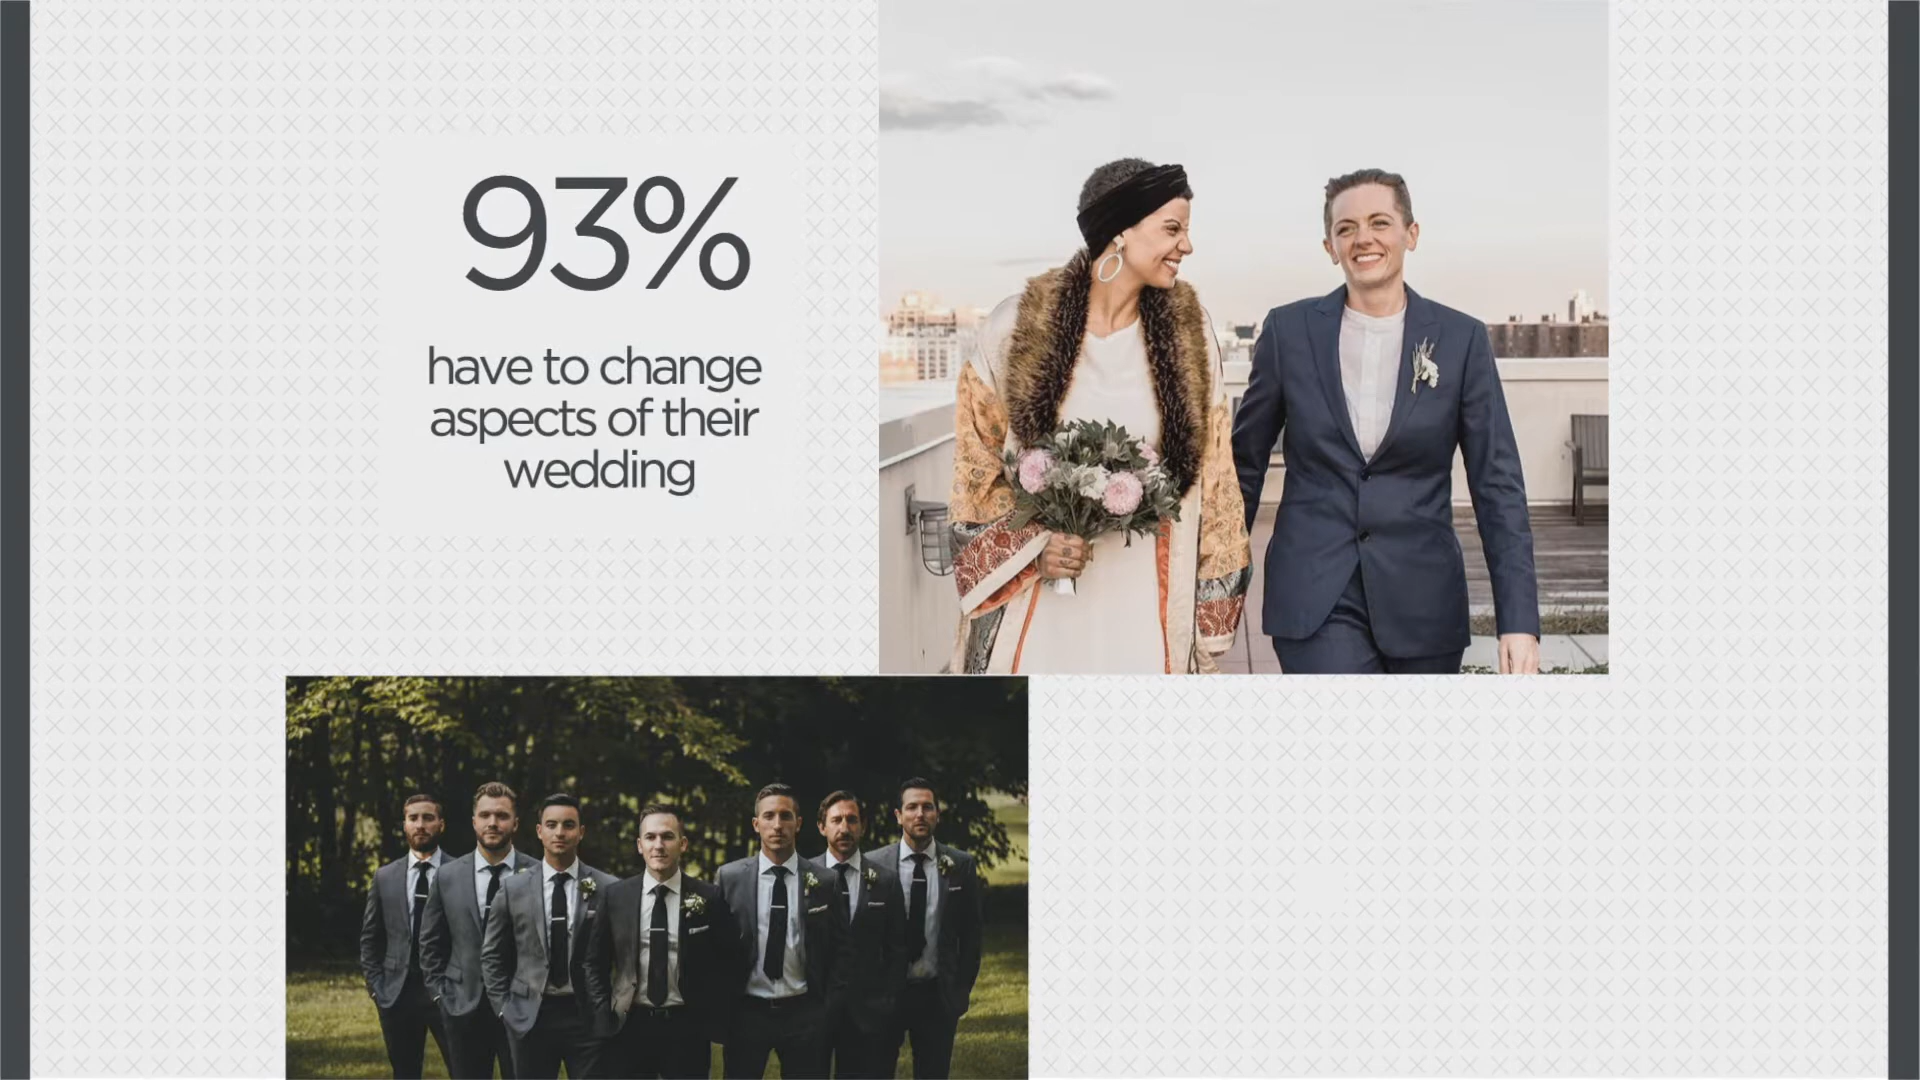 93%
have to change
aspects of their
wedding